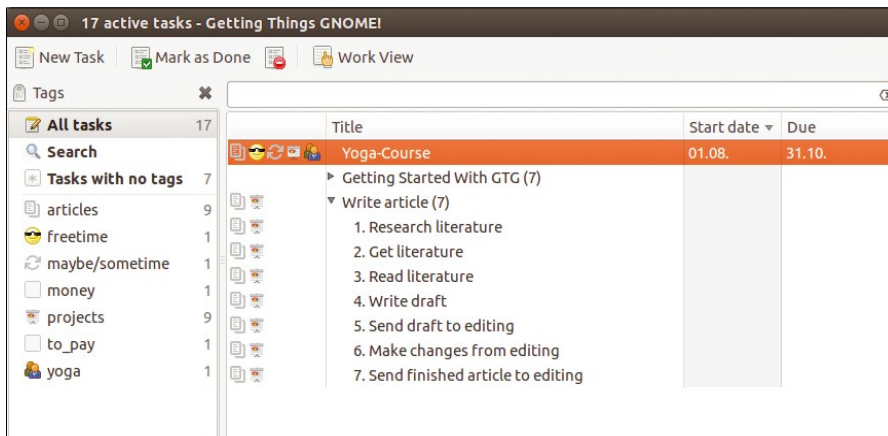 17 active tasks - Getting Things GNOME!
New Task Mark as Done Work View
Tags
All tasks 17
Search
Tasks with no tags 7
articles 9
freetime 1
maybe/sometime 1
money 1
projects 9
to_pay 1
yoga 1
Title Start date Due
Yoga-Course 01.08. 31.10.
Getting Started With GTG (7)
Write article (7)
1. Research literature
2. Get literature
3. Read literature
4. Write draft
5. Send draft to editing
6. Make changes from editing
7. Send finished article to editing